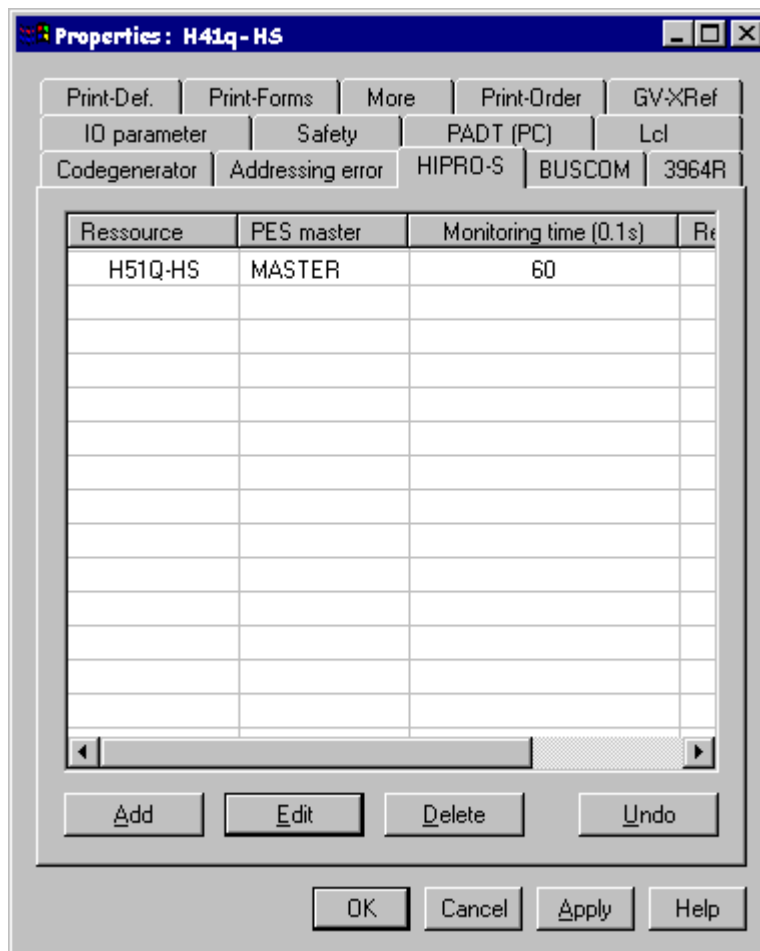 Properties: H41q-HS
Print-Def. Print-Forms More Print-Order GV-XRef
IO parameter Safety PADT (PC) Lcl
Codegenerator Addressing error HIPRO-S BUSCOM 3964R
Ressource PES master Monitoring time (0.1s) Re
H51Q-HS MASTER 60
Add Edit Delete Undo
OK Cancel Apply Help